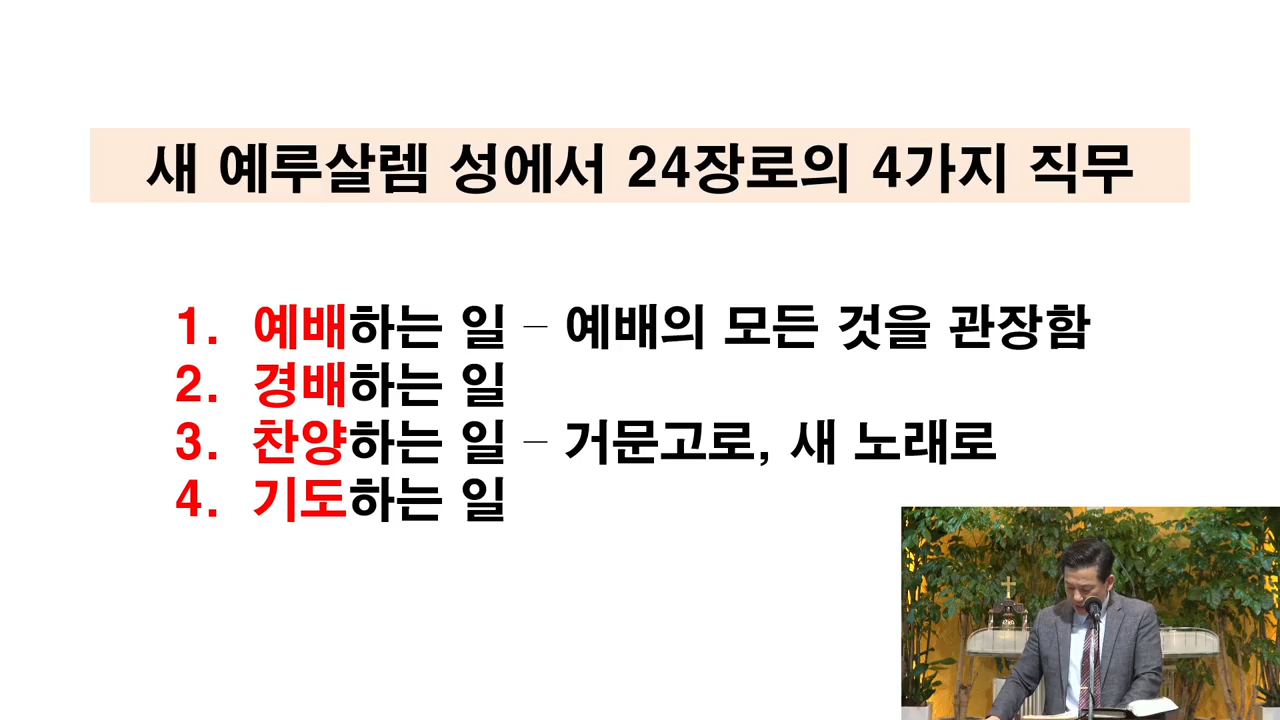 새 예루살렘 성에서 24장로의 4가지 직무
1. 예배하는 일 – 예배의 모든 것을 관장함
2. 경배하는 일
3. 찬양하는 일 – 거문고로, 새 노래로
4. 기도하는 일